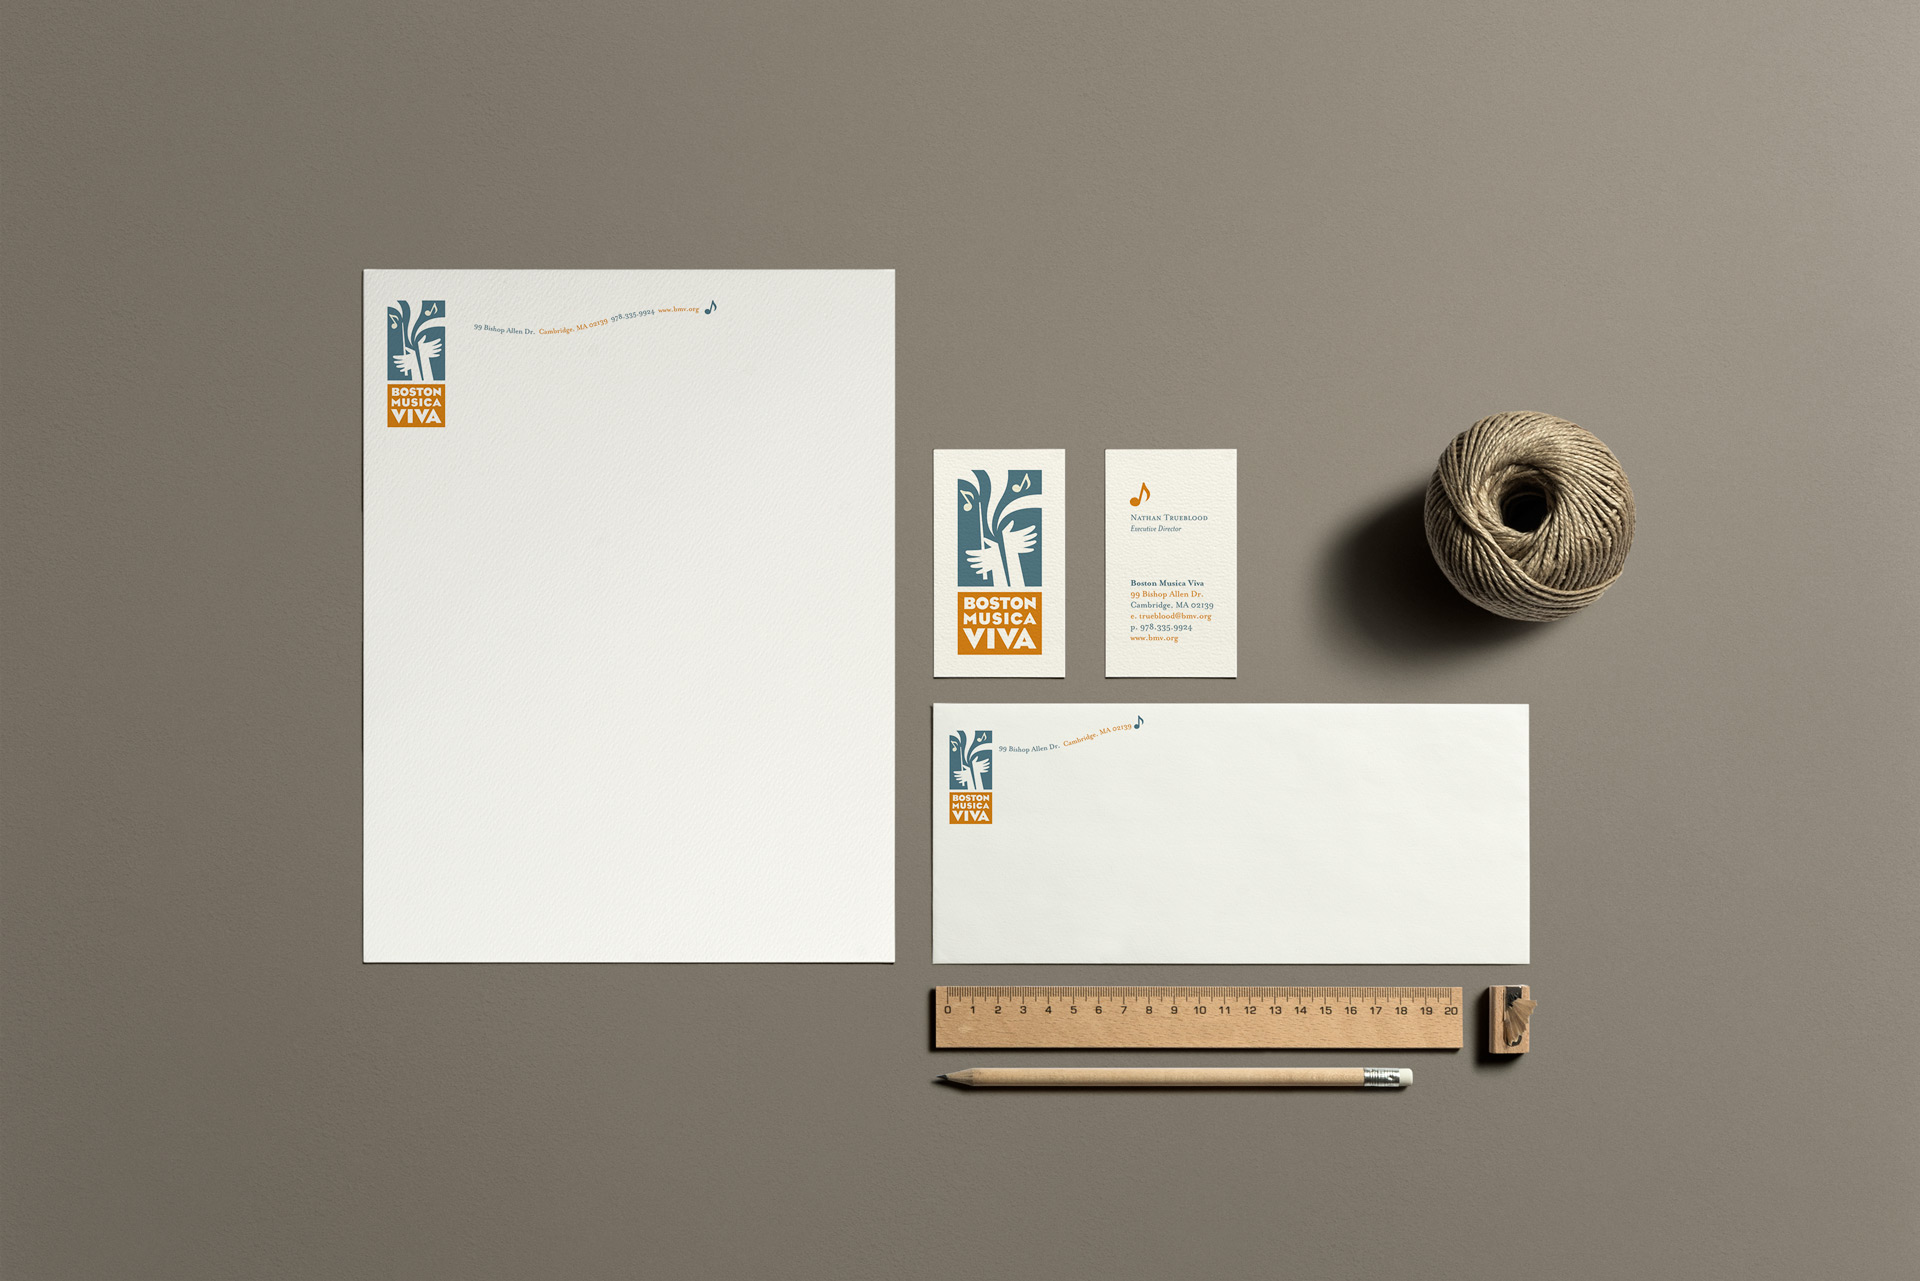 99 Bishop Allen Dr. Cambridge, MA 02139 978.335.9924 www.bmv.org
BOSTON
MUSICA
VIVA
BOSTON
MUSICA
VIVA
Nathan Trueblood
Executive Director
Boston Musica Viva
99 Bishop Allen Dr.
Cambridge, MA 02139
e. trueblood@bmv.org
p. 978.335.9924
www.bmv.org
99 Bishop Allen Dr. Cambridge, MA 02139
BOSTON
MUSICA
VIVA
0 1 2 3 4 5 6 7 8 9 10 11 12 13 14 15 16 17 18 19 20